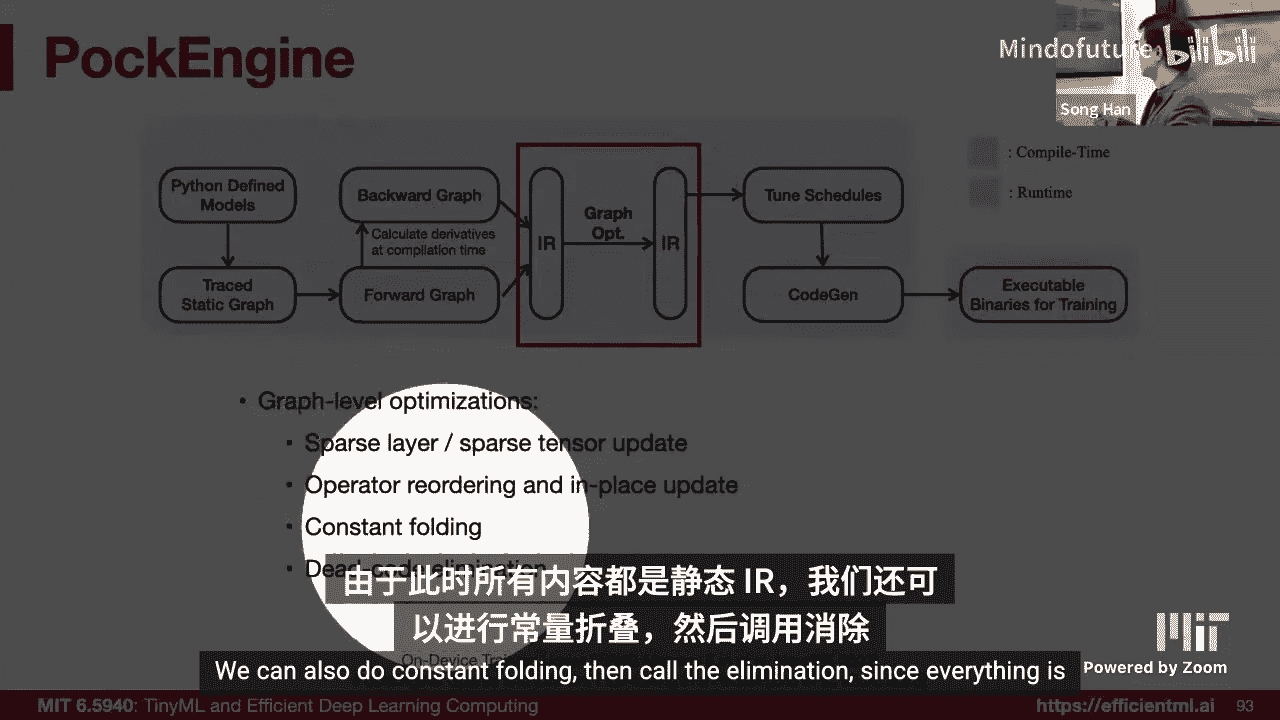 PockEngine
Mindofuture
bilibili
Song Han
: Compile-Time
: Runtime
Python Defined
Models
Backward Graph
Calculate derivatives
at compilation time
Traced
Static Graph
Forward Graph
IR
Graph
Opt.
IR
Tune Schedules
CodeGen
Executable
Binaries for Training
• Graph-level optimizations:
• Sparse layer / sparse tensor update
• Operator reordering and in-place update
• Constant folding
• Dead-code elimination
由于此时所有内容都是静态 IR，我们还可
以进行常量折叠，然后调用消除
We can also do constant folding, then call the elimination, since everything is
MIT
Powered by Zoom
MIT 6.5940: TinyML and Efficient Deep Learning Computing
https://efficientml.ai
93